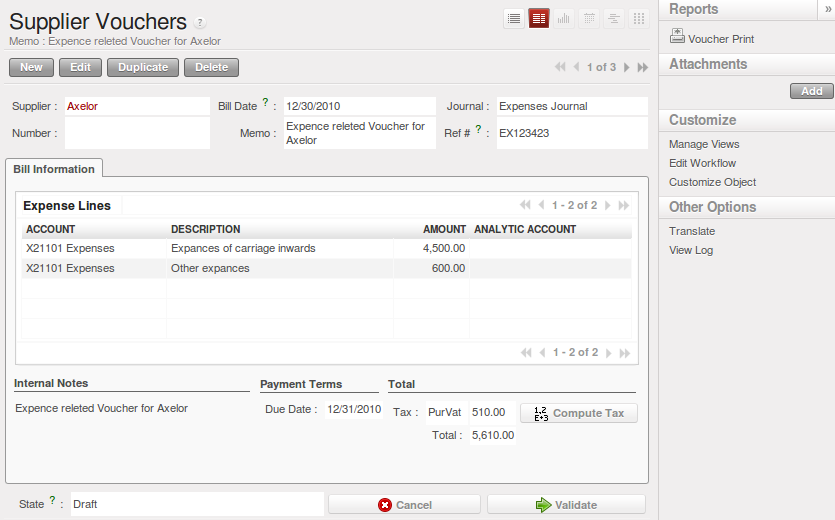 Supplier Vouchers ?
Memo : Expence releted Voucher for Axelor
New Edit Duplicate Delete 1 of 3
Supplier : Axelor Bill Date ? : 12/30/2010 Journal : Expenses Journal
Number : Memo : Expence releted Voucher for Axelor Ref # ? : EX123423
Bill Information
Expense Lines 1 - 2 of 2
ACCOUNT DESCRIPTION AMOUNT ANALYTIC ACCOUNT
X21101 Expenses Expances of carriage inwards 4,500.00
X21101 Expenses Other expances 600.00
1 - 2 of 2
Internal Notes Payment Terms Total
Expence releted Voucher for Axelor Due Date : 12/31/2010 Tax : PurVat 510.00 1,2 E+3 Compute Tax
Total : 5,610.00
State ? : Draft Cancel Validate
Reports »
Voucher Print
Attachments
Add
Customize
Manage Views
Edit Workflow
Customize Object
Other Options
Translate
View Log